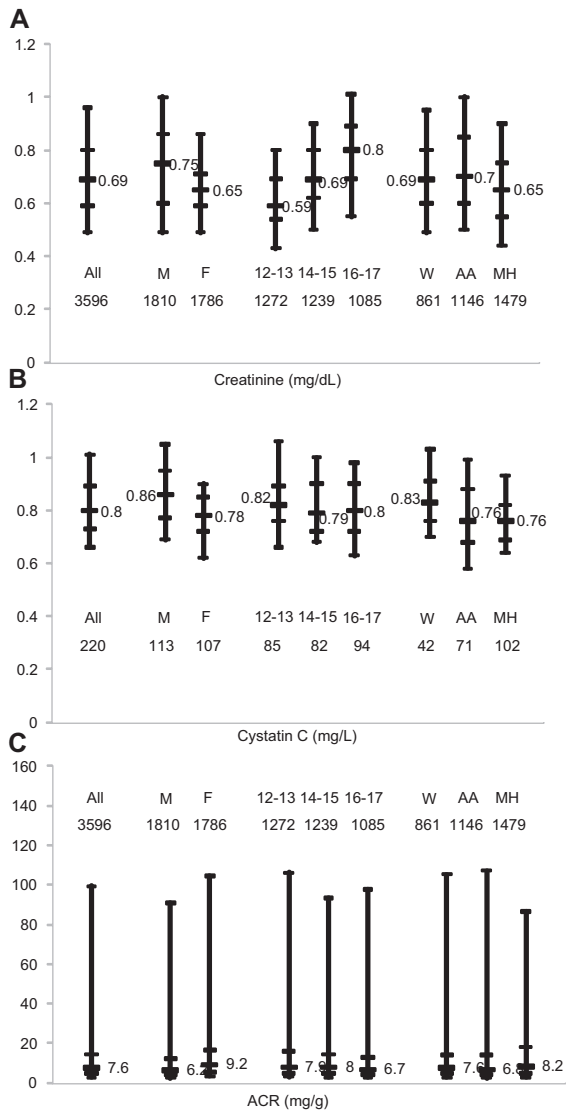 A
1.2
1
0.8
0.6
0.4
0.2
0
0.69 0.75 0.65 0.59 0.69 0.8 0.69 0.7 0.65
All M F 12-13 14-15 16-17 W AA MH
3596 1810 1786 1272 1239 1085 861 1146 1479
Creatinine (mg/dL)
B
1.2
1
0.8
0.6
0.4
0.2
0
0.8 0.86 0.78 0.82 0.79 0.8 0.83 0.76 0.76
All M F 12-13 14-15 16-17 W AA MH
220 113 107 85 82 94 42 71 102
Cystatin C (mg/L)
C
160
140
120
100
80
60
40
20
0
All M F 12-13 14-15 16-17 W AA MH
3596 1810 1786 1272 1239 1085 861 1146 1479
7.6 9.2 8 6.7 8.2
ACR (mg/g)